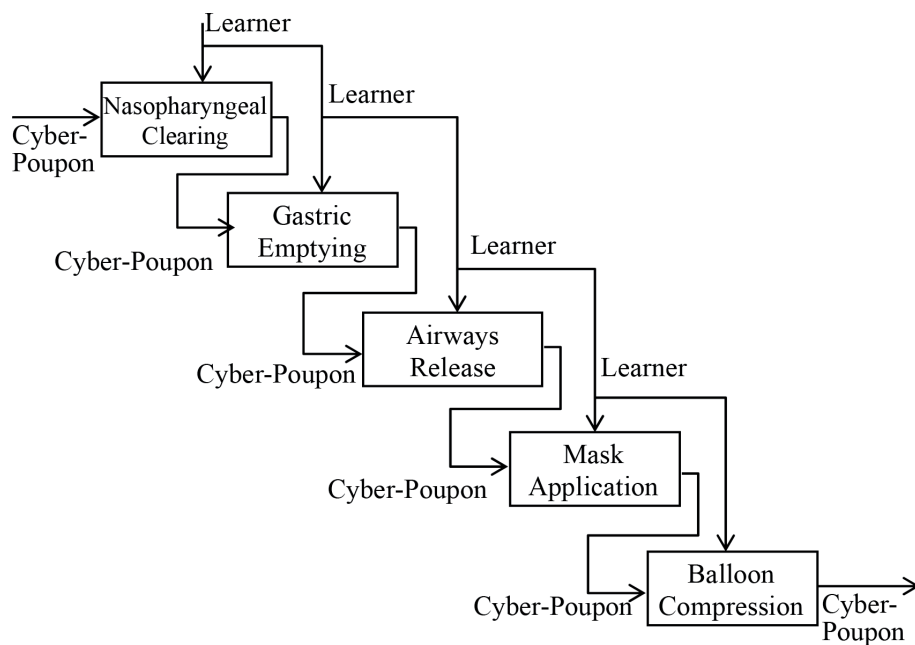 Learner
Nasopharyngeal
Clearing
Learner
Cyber-
Poupon
Gastric
Emptying
Learner
Cyber-Poupon
Airways
Release
Learner
Cyber-Poupon
Mask
Application
Cyber-Poupon
Balloon
Compression
Cyber-Poupon
Cyber-
Poupon